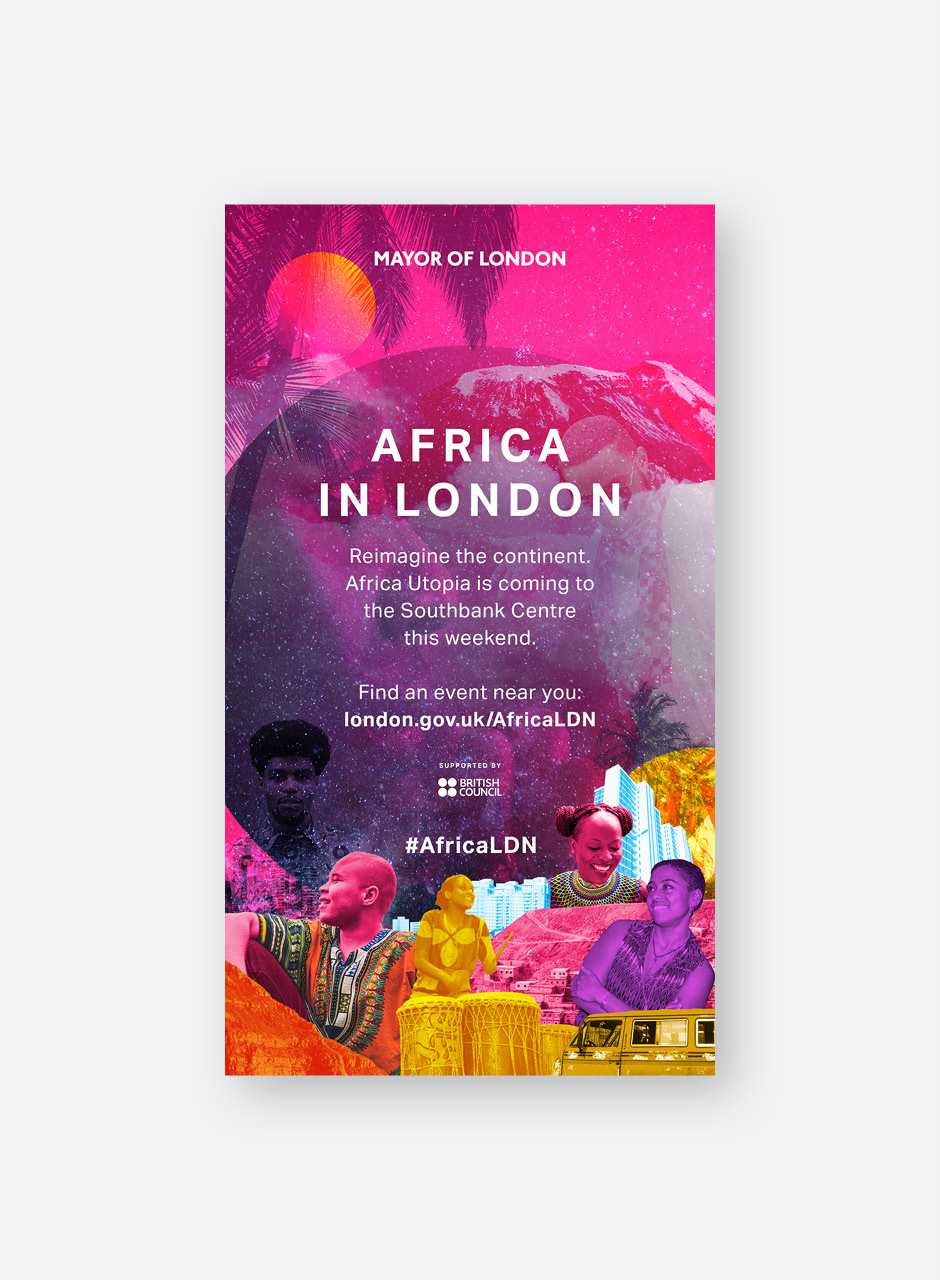 MAYOR OF LONDON
AFRICA
IN LONDON
Reimagine the continent.
Africa Utopia is coming to
the Southbank Centre
this weekend.
Find an event near you:
london.gov.uk/AfricaLDN
SUPPORTED BY
BRITISH
COUNCIL
#AfricaLDN